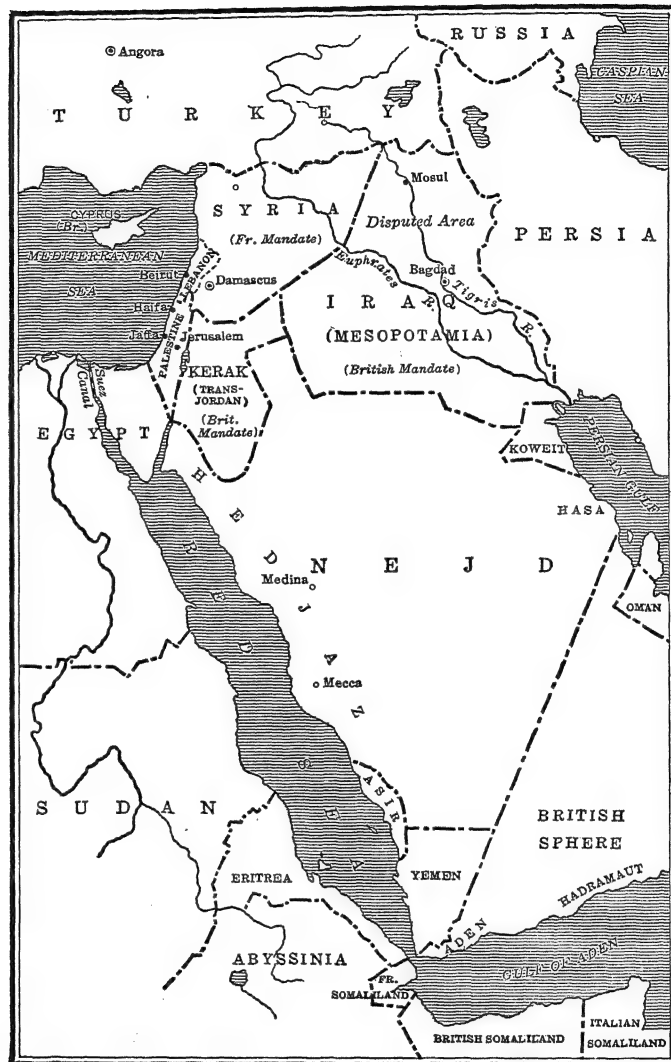 RUSSIA
Angora
CASPIAN
SEA
TURKEY
Mosul
SYRIA
Disputed Area
CYPRUS
(Br.)
(Fr. Mandate)
PERSIA
MEDITERRANEAN
SEA
Beirut
LEBANON
Damascus
Euphrates
R.
Bagdad
Tigris
R.
Haifa
IRAQ
Jaffa
Jerusalem
(MESOPOTAMIA)
PALESTINE
KERAK
(TRANS-
JORDAN)
(British Mandate)
(Brit.
Mandate)
Suez
Canal
EGYPT
KOWEIT
PERSIAN GULF
HEDJAZ
HASA
NEJD
Medina
OMAN
RED SEA
Mecca
ASIR
SUDAN
BRITISH
SPHERE
ERITREA
YEMEN
HADRAMAUT
ADEN
ABYSSINIA
GULF OF ADEN
FR.
SOMALILAND
BRITISH SOMALILAND
ITALIAN
SOMALILAND